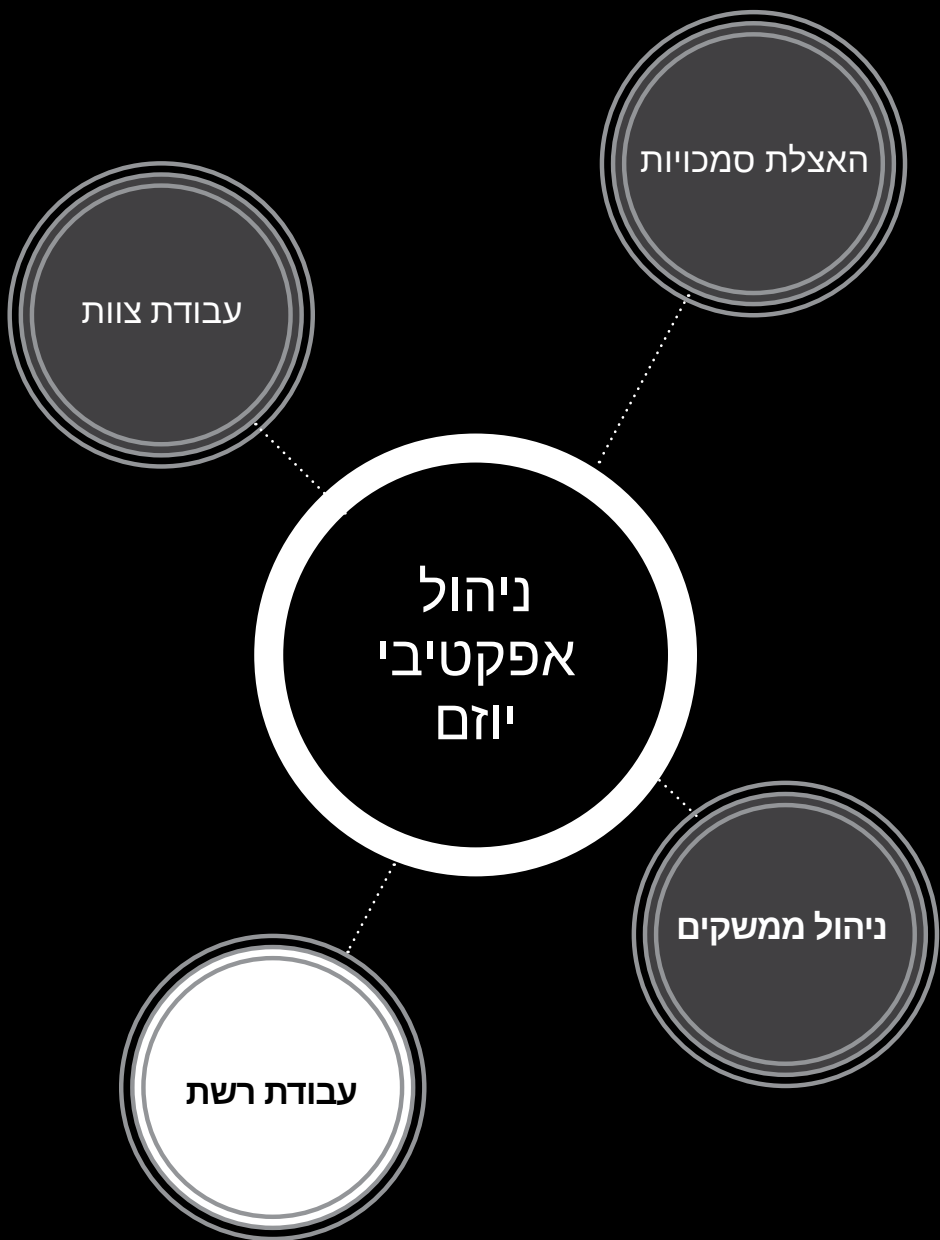 האצלת סמכויות
עבודת צוות
ניהול
אפקטיבי
יוזם
ניהול ממשקים
עבודת רשת